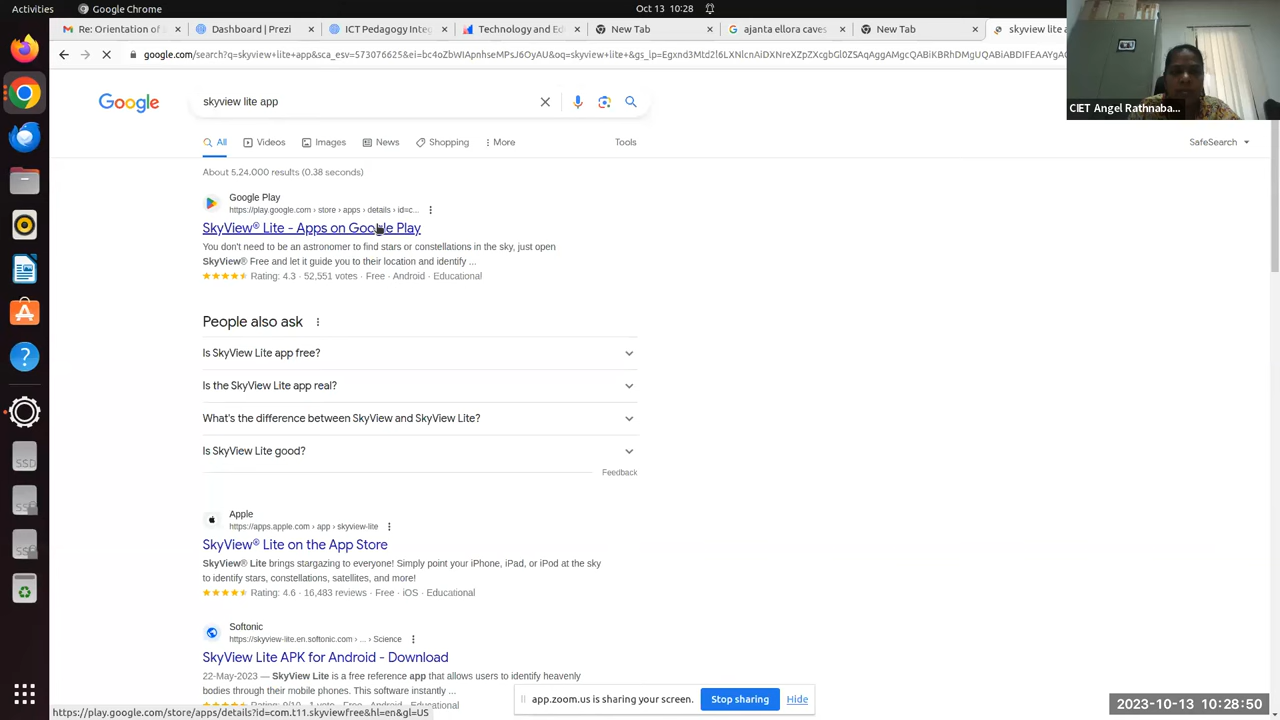 Activities
Google Chrome
Oct 13 10:28
Re: Orientation of
Dashboard | Prezi
ICT Pedagogy Integ
Technology and Ed
New Tab
ajanta ellora caves
New Tab
skyview lite a
google.com/search?q=skyview+lite+app&sca_esv=573076625&ei=
Google
skyview lite app
All
Videos
Images
News
Shopping
More
Tools
SafeSearch
About 5,24,000 results (0.38 seconds)
Google Play
https://play.google.com › store › apps › details › id=c...
SkyView® Lite - Apps on Google Play
You don't need to be an astronomer to find stars or constellations in the sky, just open
SkyView® Free and let it guide you to their location and identify ...
Rating: 4.3 · 52,551 votes · Free · Android · Educational
People also ask
Is SkyView Lite app free?
Is the SkyView Lite app real?
What's the difference between SkyView and SkyView Lite?
Is SkyView Lite good?
Feedback
Apple
https://apps.apple.com › app › skyview-lite
SkyView® Lite on the App Store
SkyView® Lite brings stargazing to everyone! Simply point your iPhone, iPad, or iPod at the sky
to identify stars, constellations, satellites, and more!
Rating: 4.6 · 16,483 reviews · Free · iOS · Educational
Softonic
https://skyview-lite.en.softonic.com › ... › Science
SkyView Lite APK for Android - Download
22-May-2023 — SkyView Lite is a free reference app that allows users to identify heavenly
bodies through their mobile phones. This software instantly ...
app.zoom.us is sharing your screen.
Stop sharing
Hide
https://play.google.com/store/apps/details?id=com.t11.skyviewfree&hl=en&gl=US
CIET Angel Rathnaba...
SSD
2023-10-13 10:28:50